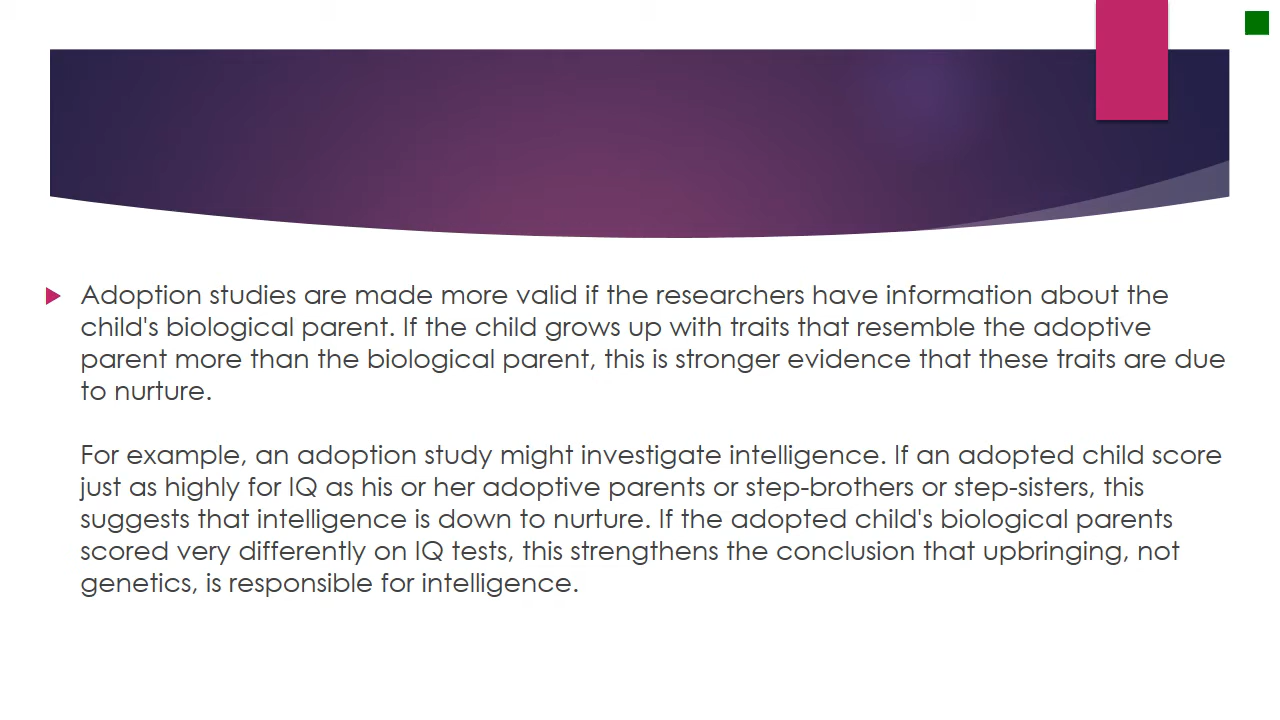 Adoption studies are made more valid if the researchers have information about the
child's biological parent. If the child grows up with traits that resemble the adoptive
parent more than the biological parent, this is stronger evidence that these traits are due
to nurture.
For example, an adoption study might investigate intelligence. If an adopted child score
just as highly for IQ as his or her adoptive parents or step-brothers or step-sisters, this
suggests that intelligence is down to nurture. If the adopted child's biological parents
scored very differently on IQ tests, this strengthens the conclusion that upbringing, not
genetics, is responsible for intelligence.